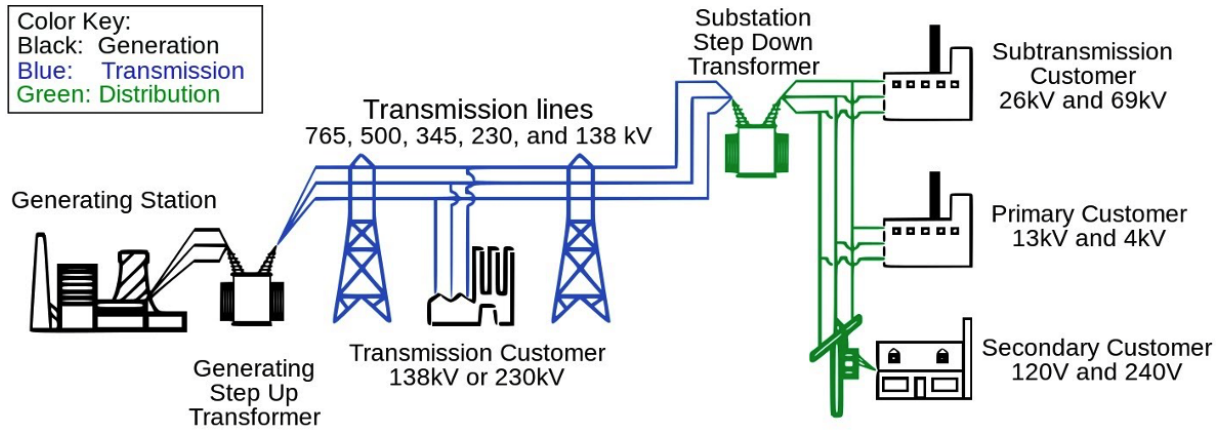 Color Key:
Black: Generation
Blue: Transmission
Green: Distribution
Substation
Step Down
Transformer
Subtransmission
Customer
26kV and 69kV
Transmission lines
765, 500, 345, 230, and 138 kV
Generating Station
Primary Customer
13kV and 4kV
Generating
Step Up
Transformer
Transmission Customer
138kV or 230kV
Secondary Customer
120V and 240V